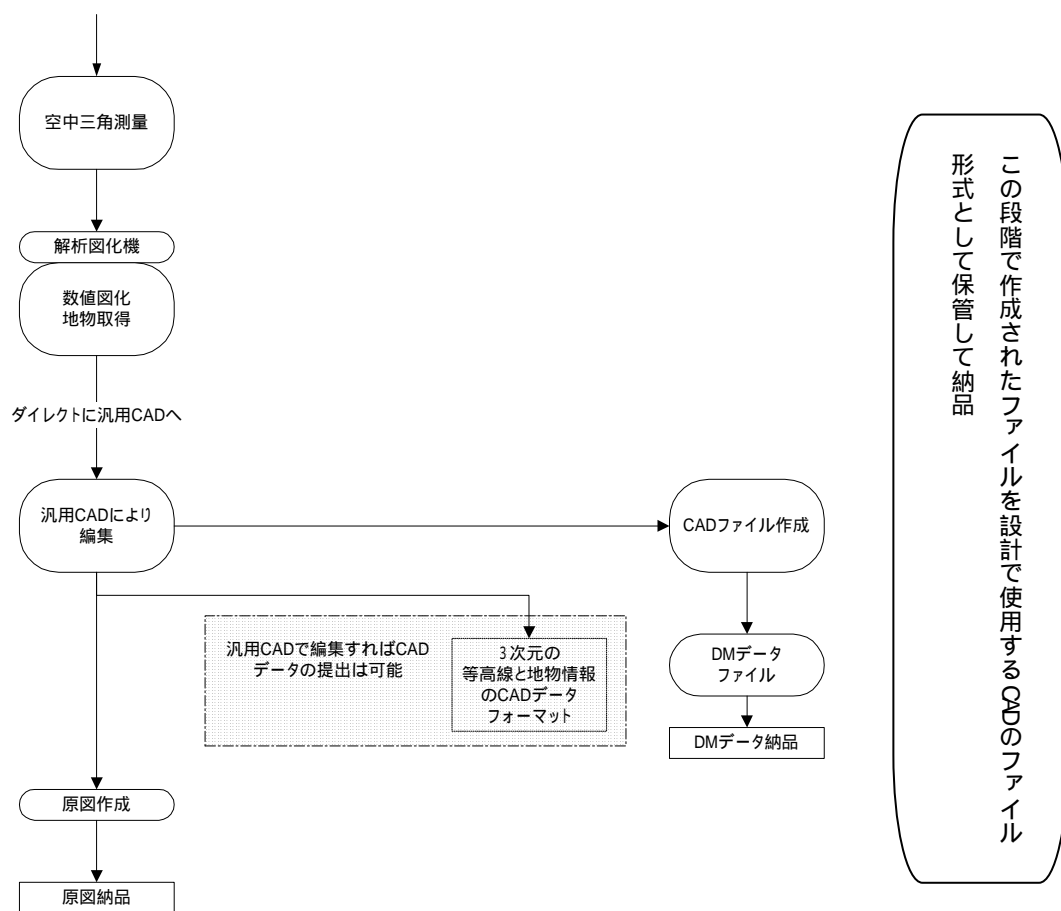 空中三角測量
解析図化機
数値図化
地物取得
ダイレクトに汎用CADへ
汎用CADにより
編集
CADファイル作成
汎用CADで編集すればCAD
データの提出は可能
3次元の
等高線と地物情報
のCADデータ
フォーマット
DMデータ
ファイル
DMデータ納品
原図作成
原図納品
この段階で作成されたファイルを設計で使用するCADのファイル
形式として保管して納品